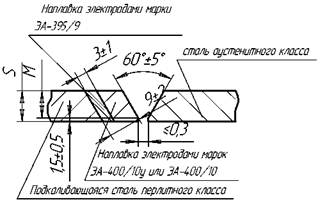 Наплавка электродами марки
ЭА-395/9
3±1
60°±5°
сталь аустенитного класса
S
М
9±2
≤0,3
1,5±0,5
Наплавка электродами марок
ЭА-400/10у или ЭА-400/10
Подкаливающаяся сталь перлитного класса